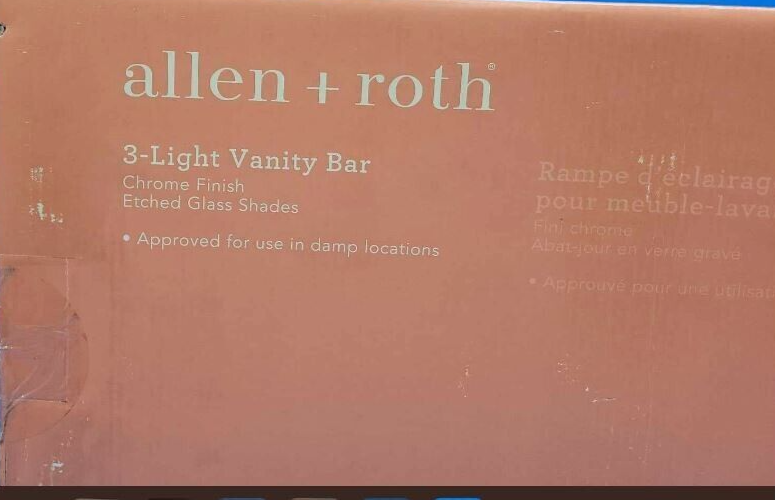 allen + roth®
3-Light Vanity Bar
Chrome Finish
Etched Glass Shades
• Approved for use in damp locations
Rampe d'éclairag
pour meuble-lava
Fini chrome
Abat-jour en verre gravé
• Approuvé pour une utilisat